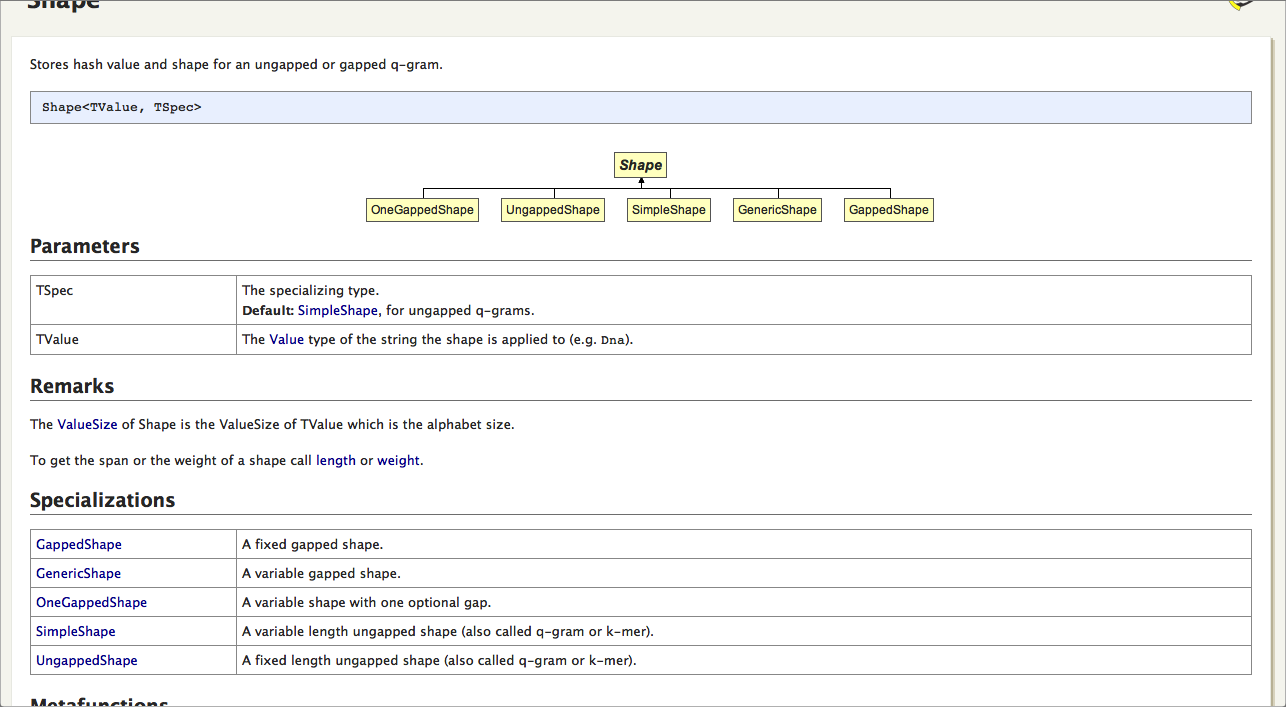 Shape
Stores hash value and shape for an ungapped or gapped q-gram.
Shape<TValue, TSpec>
Shape
OneGappedShape UngappedShape SimpleShape GenericShape GappedShape
Parameters
TSpec The specializing type.
Default: SimpleShape, for ungapped q-grams.
TValue The Value type of the string the shape is applied to (e.g. Dna).
Remarks
The ValueSize of Shape is the ValueSize of TValue which is the alphabet size.
To get the span or the weight of a shape call length or weight.
Specializations
GappedShape A fixed gapped shape.
GenericShape A variable gapped shape.
OneGappedShape A variable shape with one optional gap.
SimpleShape A variable length ungapped shape (also called q-gram or k-mer).
UngappedShape A fixed length ungapped shape (also called q-gram or k-mer).
Metafunctions